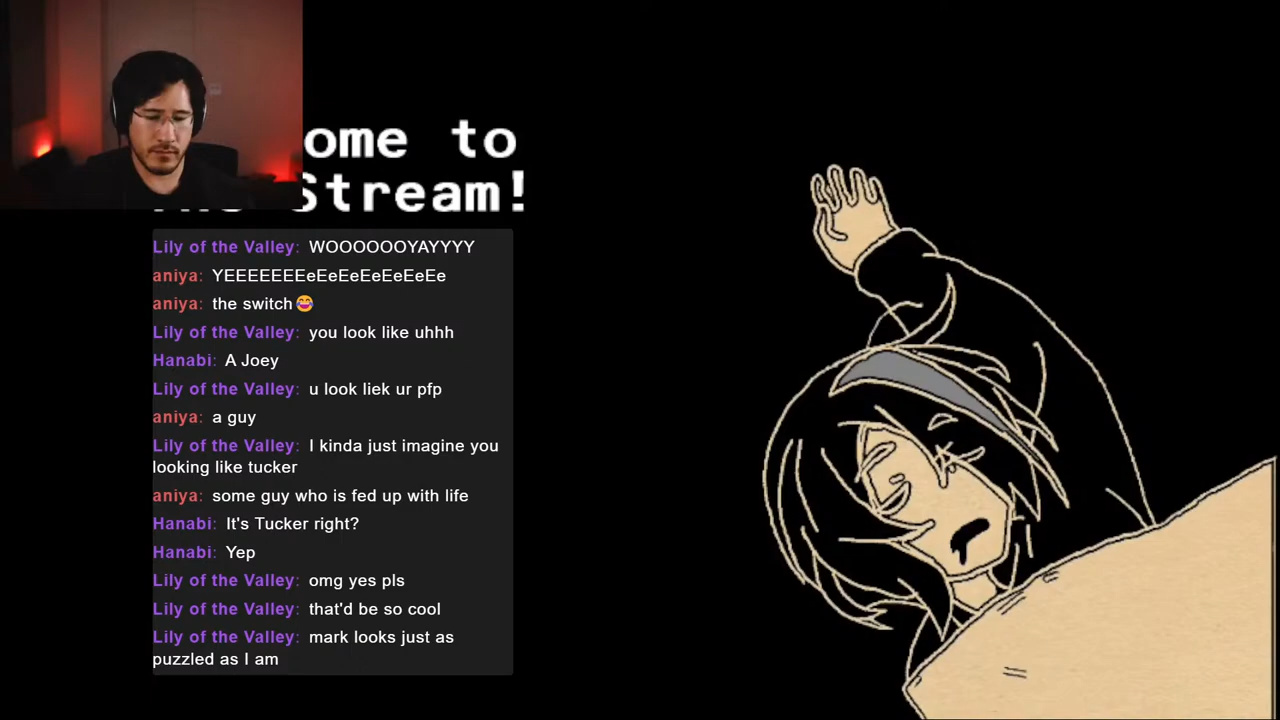 ome to
Stream!
Lily of the Valley: WOOOOOOYAYYYY
aniya: YEEEEEEEeEeEeEeEeEeEe
aniya: the switch😂
Lily of the Valley: you look like uhhh
Hanabi: A Joey
Lily of the Valley: u look liek ur pfp
aniya: a guy
Lily of the Valley: I kinda just imagine you
looking like tucker
aniya: some guy who is fed up with life
Hanabi: It's Tucker right?
Hanabi: Yep
Lily of the Valley: omg yes pls
Lily of the Valley: that'd be so cool
Lily of the Valley: mark looks just as
puzzled as I am